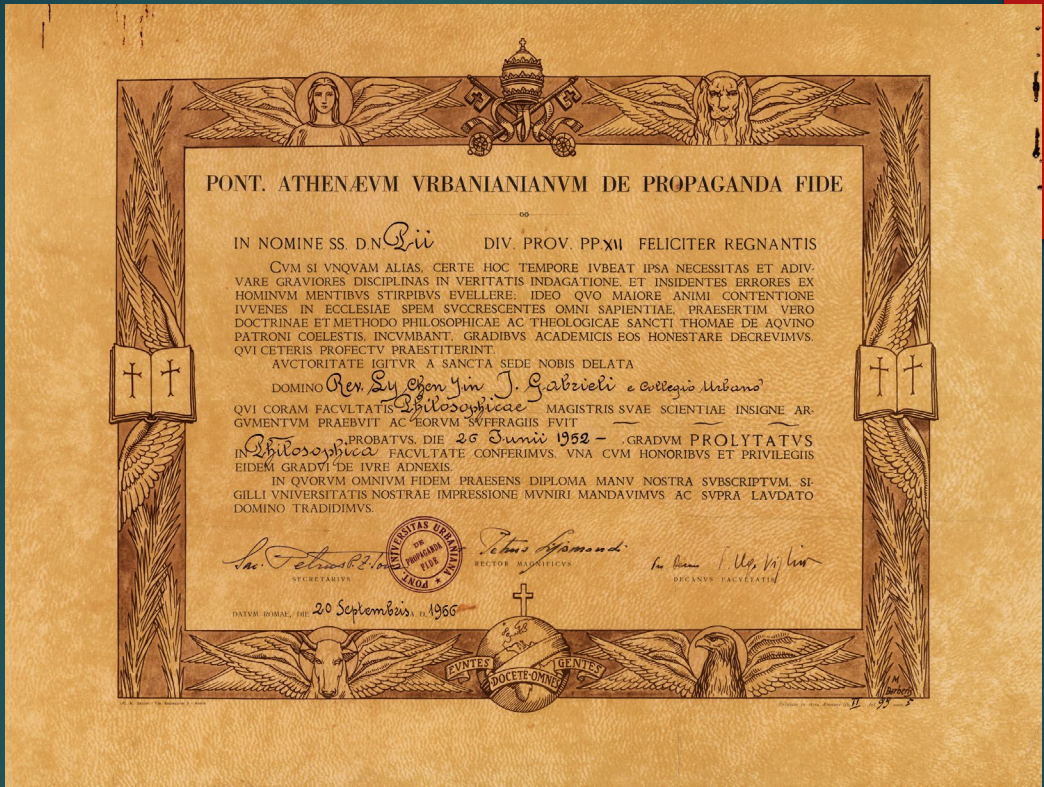 PONT. ATHENÆVM VRBANIANIANVM DE PROPAGANDA FIDE
IN NOMINE SS. D.N. Pii DIV. PROV. PP. XII FELICITER REGNANTIS
CVM SI VNQVAM ALIAS, CERTE HOC TEMPORE IVBEAT IPSA NECESSITAS ET ADIV-
VARE GRAVIORES DISCIPLINAS IN VERITATIS INDAGATIONE, ET INSIDENTES ERRORES EX
HOMINVM MENTIBVS STIRPIBVS EVELLERE; IDEO QVO MAIORE ANIMI CONTENTIONE
IVVENES IN ECCLESIAE SPEM SVCCRESCENTES OMNI SAPIENTIAE, PRAESERTIM VERO
DOCTRINAE ET METHODO PHILOSOPHICAE AC THEOLOGICAE SANCTI THOMAE DE AQVINO
PATRONI COELESTIS, INCVMBANT, GRADIBVS ACADEMICIS EOS HONESTARE DECREVIMVS,
QVI CETERIS PROFECTV PRAESTITERINT.
AVCTORITATE IGITVR A SANCTA SEDE NOBIS DELATA
DOMINO Rev. Ly Chen Yin J. Gabrieli e Collegio Urbano
QVI CORAM FACVLTATIS Philosophicae MAGISTRIS SVAE SCIENTIAE INSIGNE AR-
GVMENTVM PRAEBVIT AC EORVM SVFFRAGIIS FVIT
PROBATVS, DIE 26 Junii 1952 – GRADVM PROLYTATVS
IN Philosophica FACVLTATE CONFERIMVS, VNA CVM HONORIBVS ET PRIVILEGIIS
EIDEM GRADVI DE IVRE ADNEXIS.
IN QVORVM OMNIVM FIDEM PRAESENS DIPLOMA MANV NOSTRA SVBSCRIPTVM, SI-
GILLI VNIVERSITATIS NOSTRAE IMPRESSIONE MVNIRI MANDAVIMVS AC SVPRA LAVDATO
DOMINO TRADIDIMVS.
PONT. UNIVERSITAS URBANIANA
DE
PROPAGANDA
FIDE
Sac. Petrus
SECRETARIVS
Petrus
RECTOR MAGNIFICVS
DECANVS FACVLTATIS
DATVM ROMAE, DIE 20 Septembris A. D. 1966
EVNTES DOCETE OMNES GENTES
M
Barberis
II 99 5